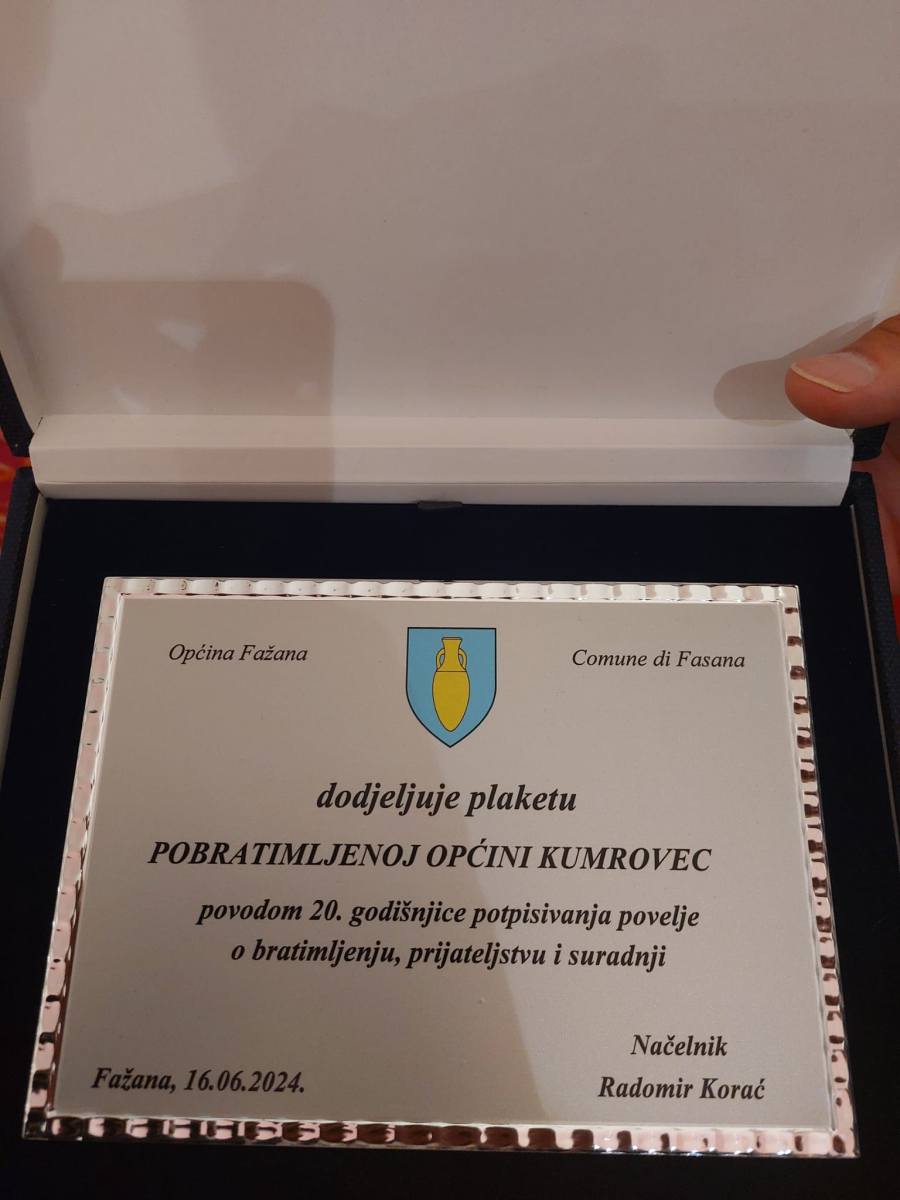 Općina Fažana
Comune di Fasana
dodjeljuje plaketu
POBRATIMLJENOJ OPĆINI KUMROVEC
povodom 20. godišnjice potpisivanja povelje
o bratimljenju, prijateljstvu i suradnji
Načelnik
Fažana, 16.06.2024.
Radomir Korać